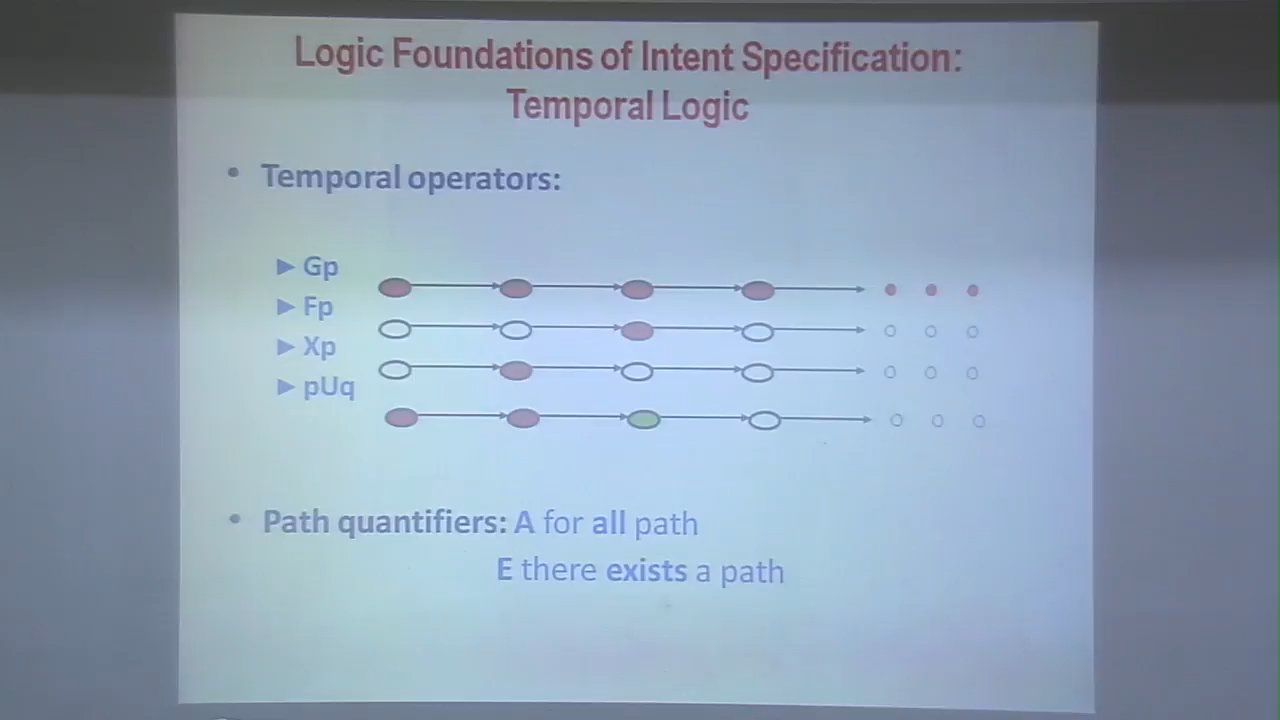 Logic Foundations of Intent Specification:
Temporal Logic
• Temporal operators:
► Gp
► Fp
► Xp
► pUq
• Path quantifiers: A for all path
E there exists a path